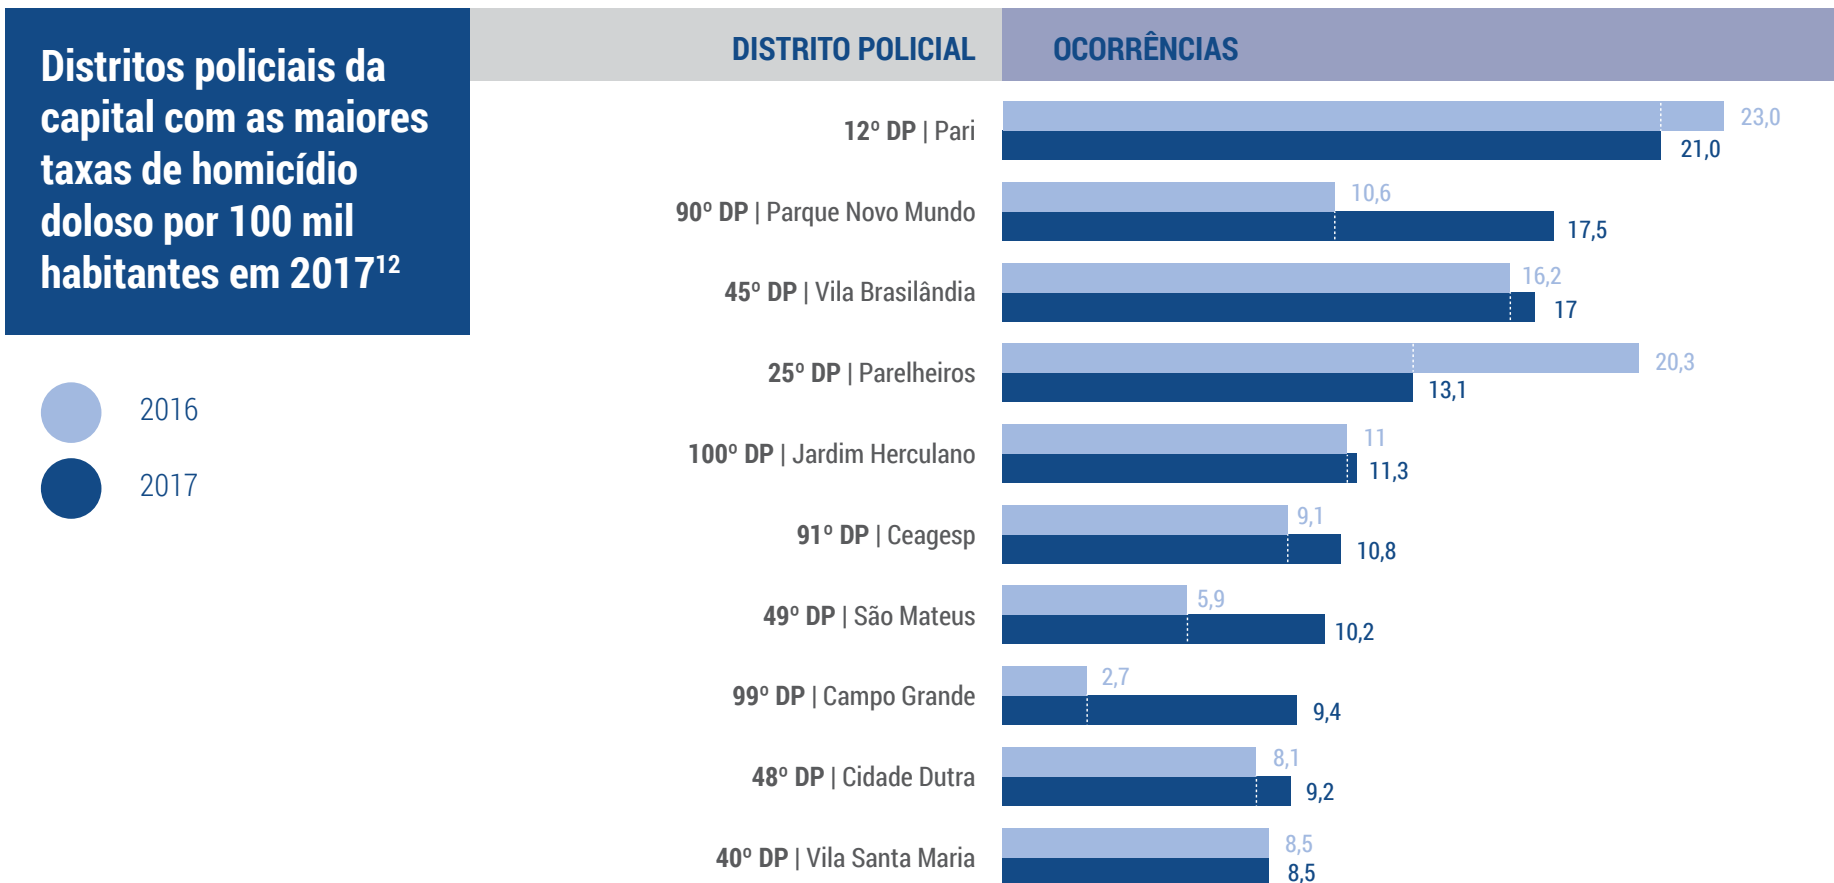 Distritos policiais da
capital com as maiores
taxas de homicídio
doloso por 100 mil
habitantes em 2017¹²
2016
2017
DISTRITO POLICIAL
OCORRÊNCIAS
12º DP | Pari
23,0
21,0
90º DP | Parque Novo Mundo
10,6
17,5
45º DP | Vila Brasilândia
16,2
17
25º DP | Parelheiros
20,3
13,1
100º DP | Jardim Herculano
11
11,3
91º DP | Ceagesp
9,1
10,8
49º DP | São Mateus
5,9
10,2
99º DP | Campo Grande
2,7
9,4
48º DP | Cidade Dutra
8,1
9,2
40º DP | Vila Santa Maria
8,5
8,5